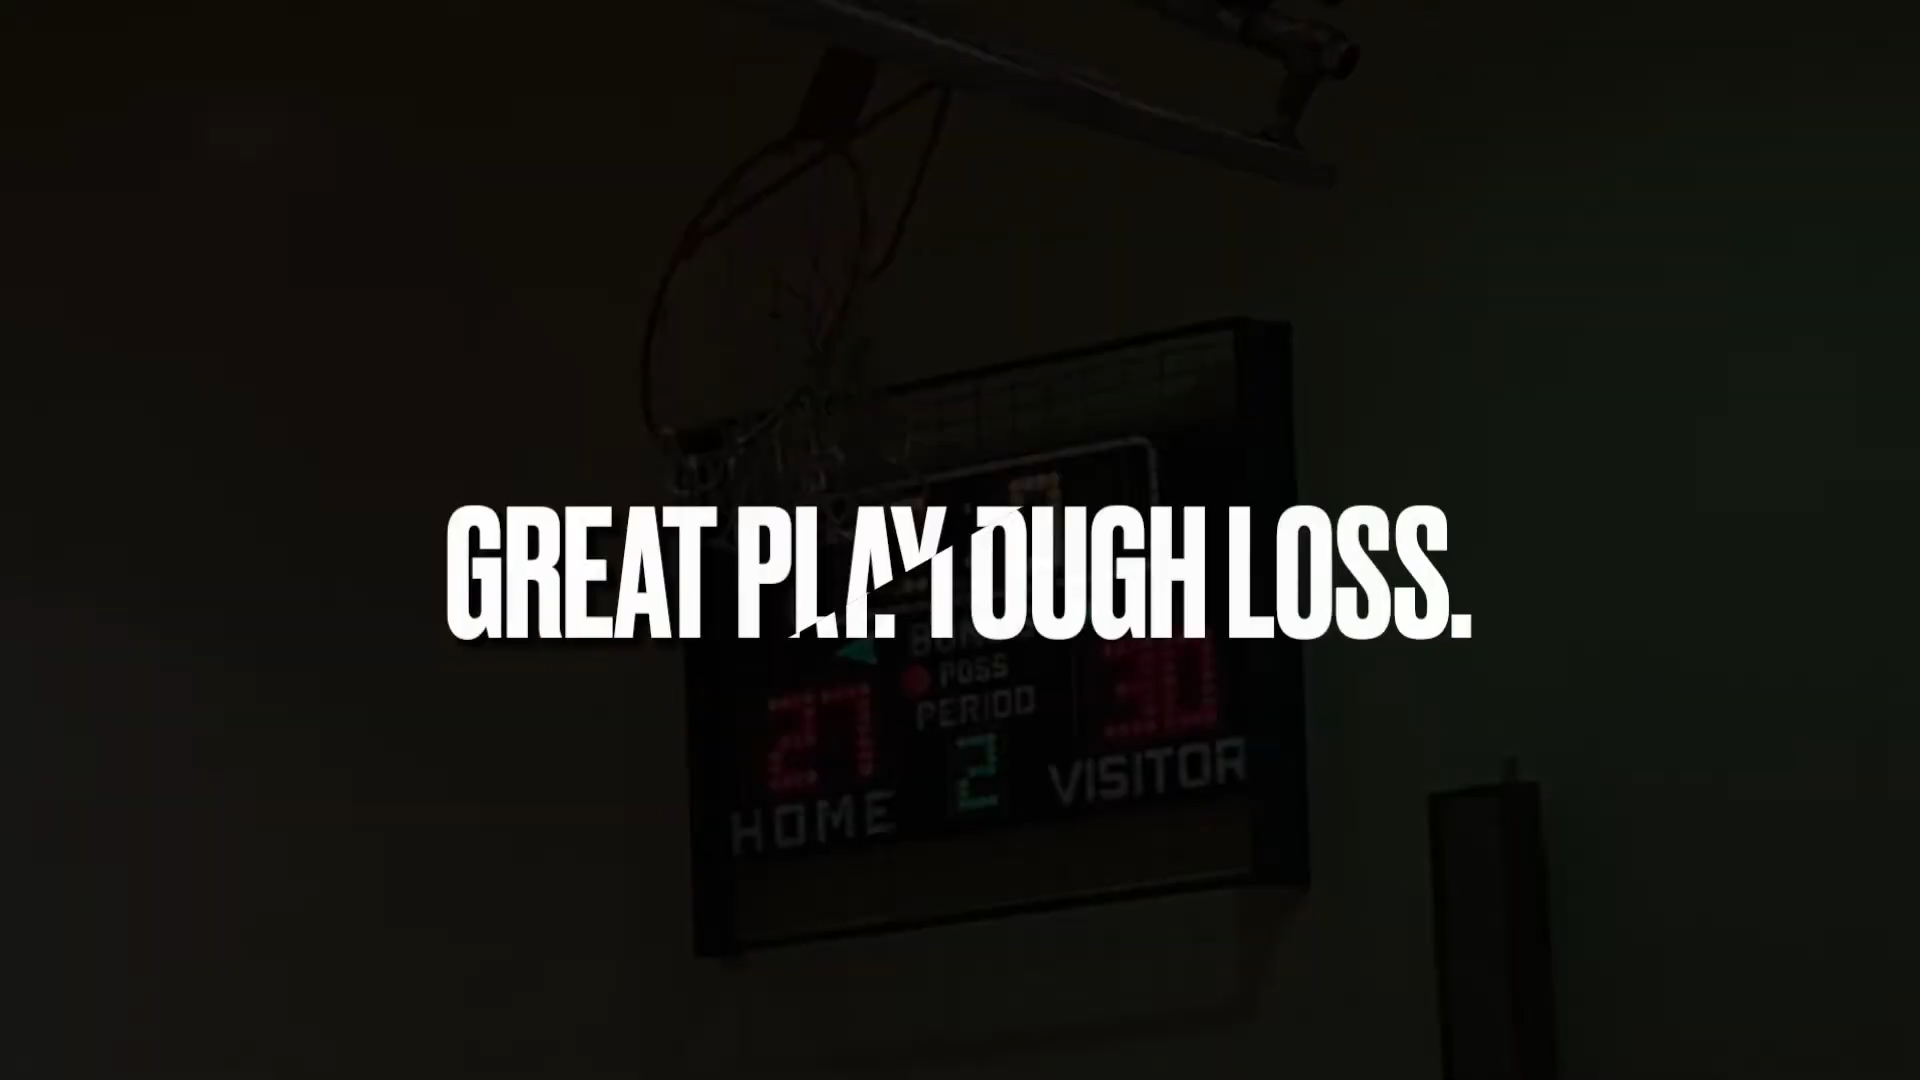 GREAT PLAY. TOUGH LOSS.
POSS
27
PERIOD
30
2
HOME
VISITOR